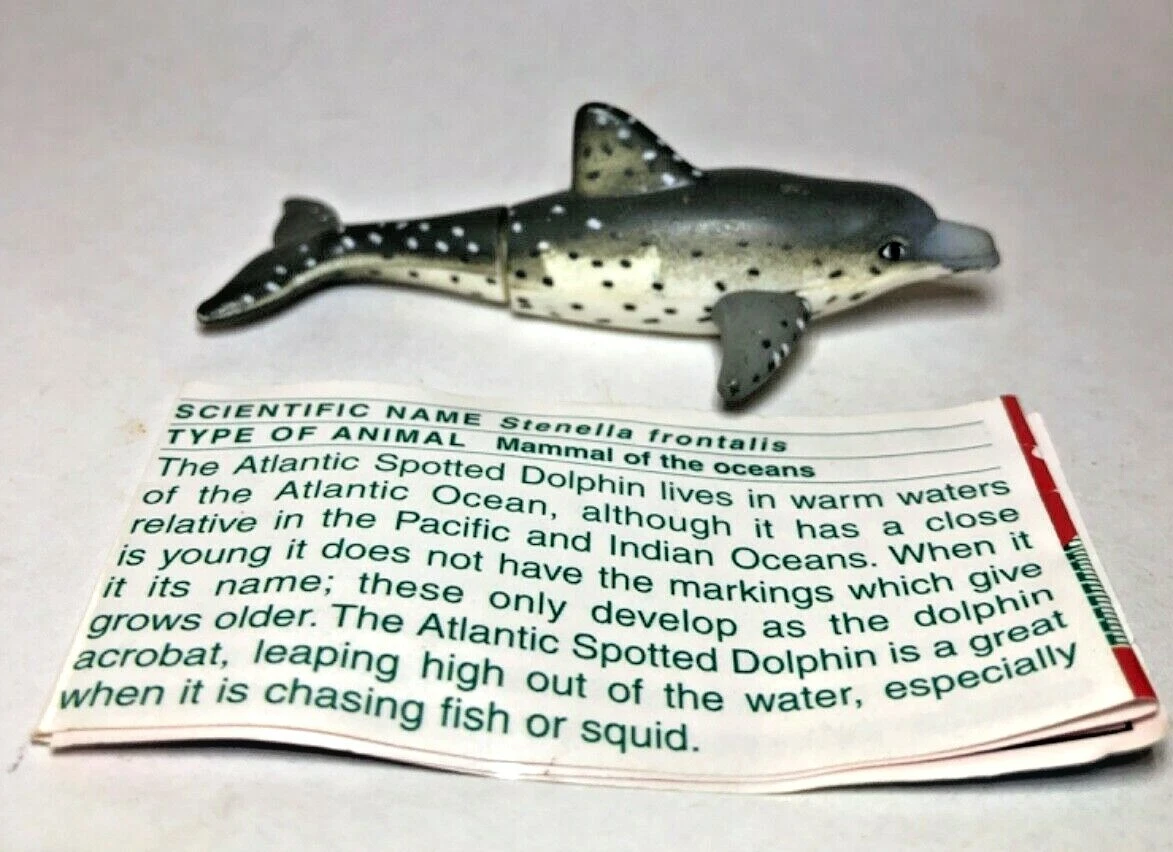 SCIENTIFIC NAME Stenella frontalis
TYPE OF ANIMAL Mammal of the oceans
The Atlantic Spotted Dolphin lives in warm waters
of the Atlantic Ocean, although it has a close
relative in the Pacific and Indian Oceans. When it
is young it does not have the markings which give
it its name; these only develop as the dolphin
grows older. The Atlantic Spotted Dolphin is a great
acrobat, leaping high out of the water, especially
when it is chasing fish or squid.